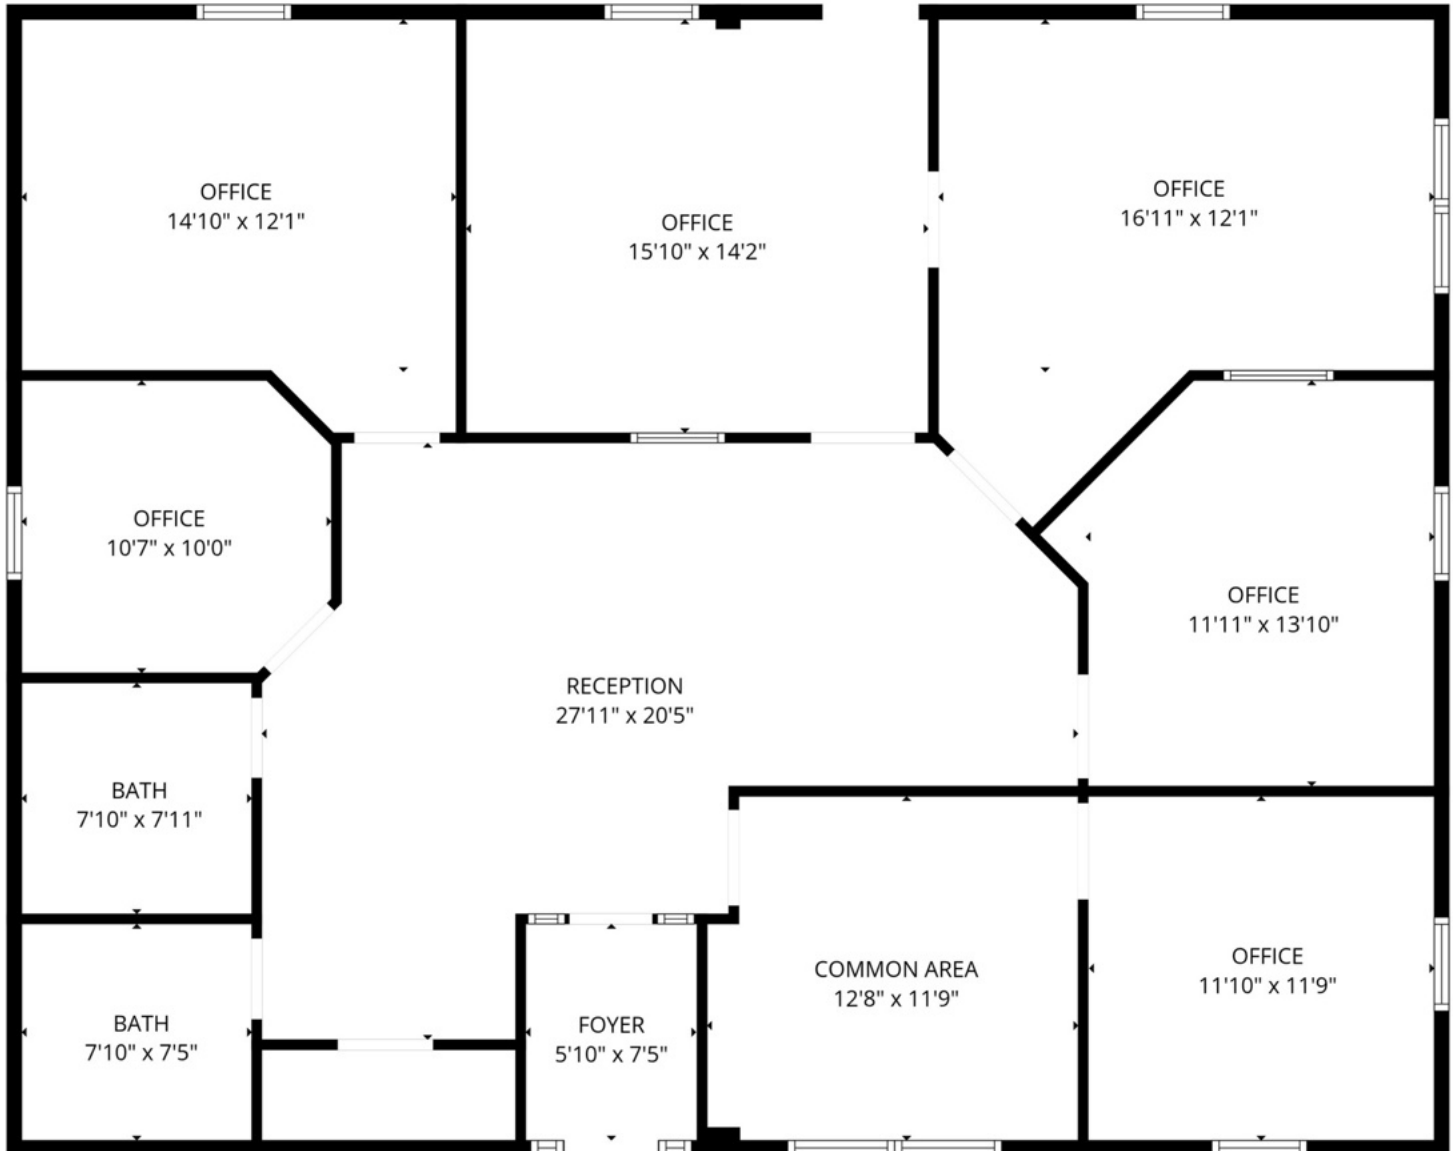 OFFICE
14'10" x 12'1"
OFFICE
15'10" x 14'2"
OFFICE
16'11" x 12'1"
OFFICE
10'7" x 10'0"
OFFICE
11'11" x 13'10"
RECEPTION
27'11" x 20'5"
BATH
7'10" x 7'11"
OFFICE
11'10" x 11'9"
COMMON AREA
12'8" x 11'9"
BATH
7'10" x 7'5"
FOYER
5'10" x 7'5"